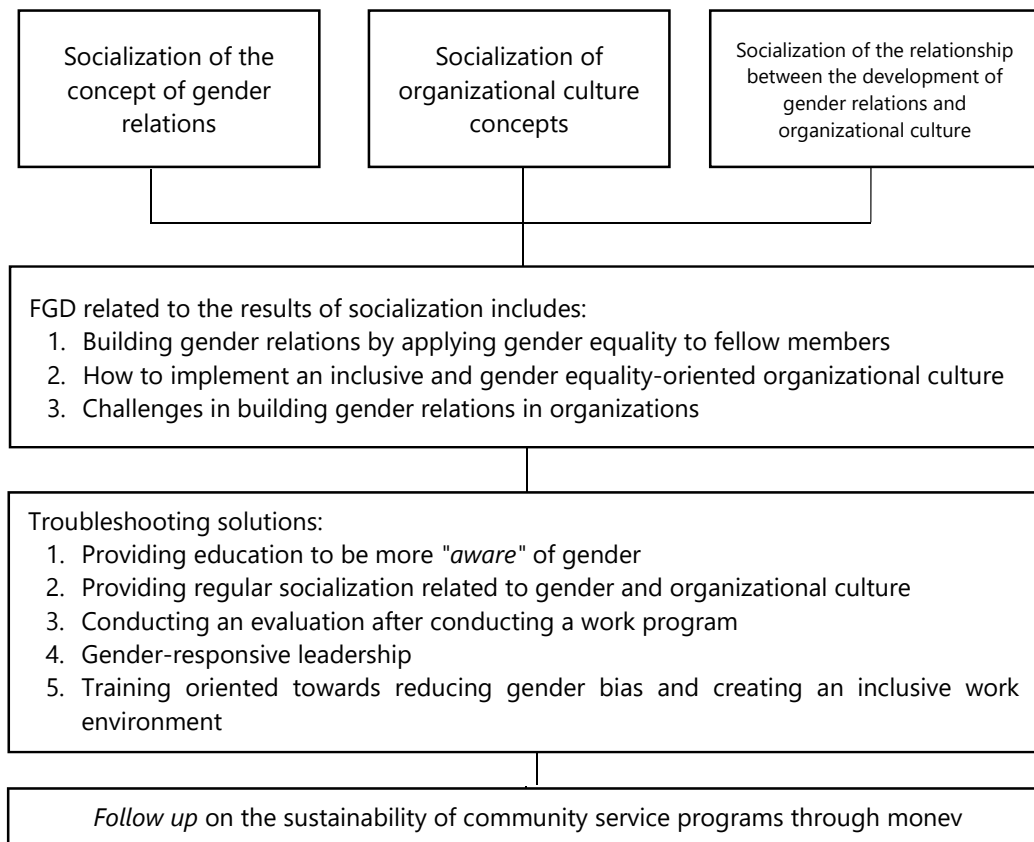 Socialization of the
concept of gender
relations
Socialization of
organizational culture
concepts
Socialization of the relationship
between the development of
gender relations and
organizational culture
FGD related to the results of socialization includes:
1. Building gender relations by applying gender equality to fellow members
2. How to implement an inclusive and gender equality-oriented organizational culture
3. Challenges in building gender relations in organizations
Troubleshooting solutions:
1. Providing education to be more "aware" of gender
2. Providing regular socialization related to gender and organizational culture
3. Conducting an evaluation after conducting a work program
4. Gender-responsive leadership
5. Training oriented towards reducing gender bias and creating an inclusive work
environment
Follow up on the sustainability of community service programs through monev